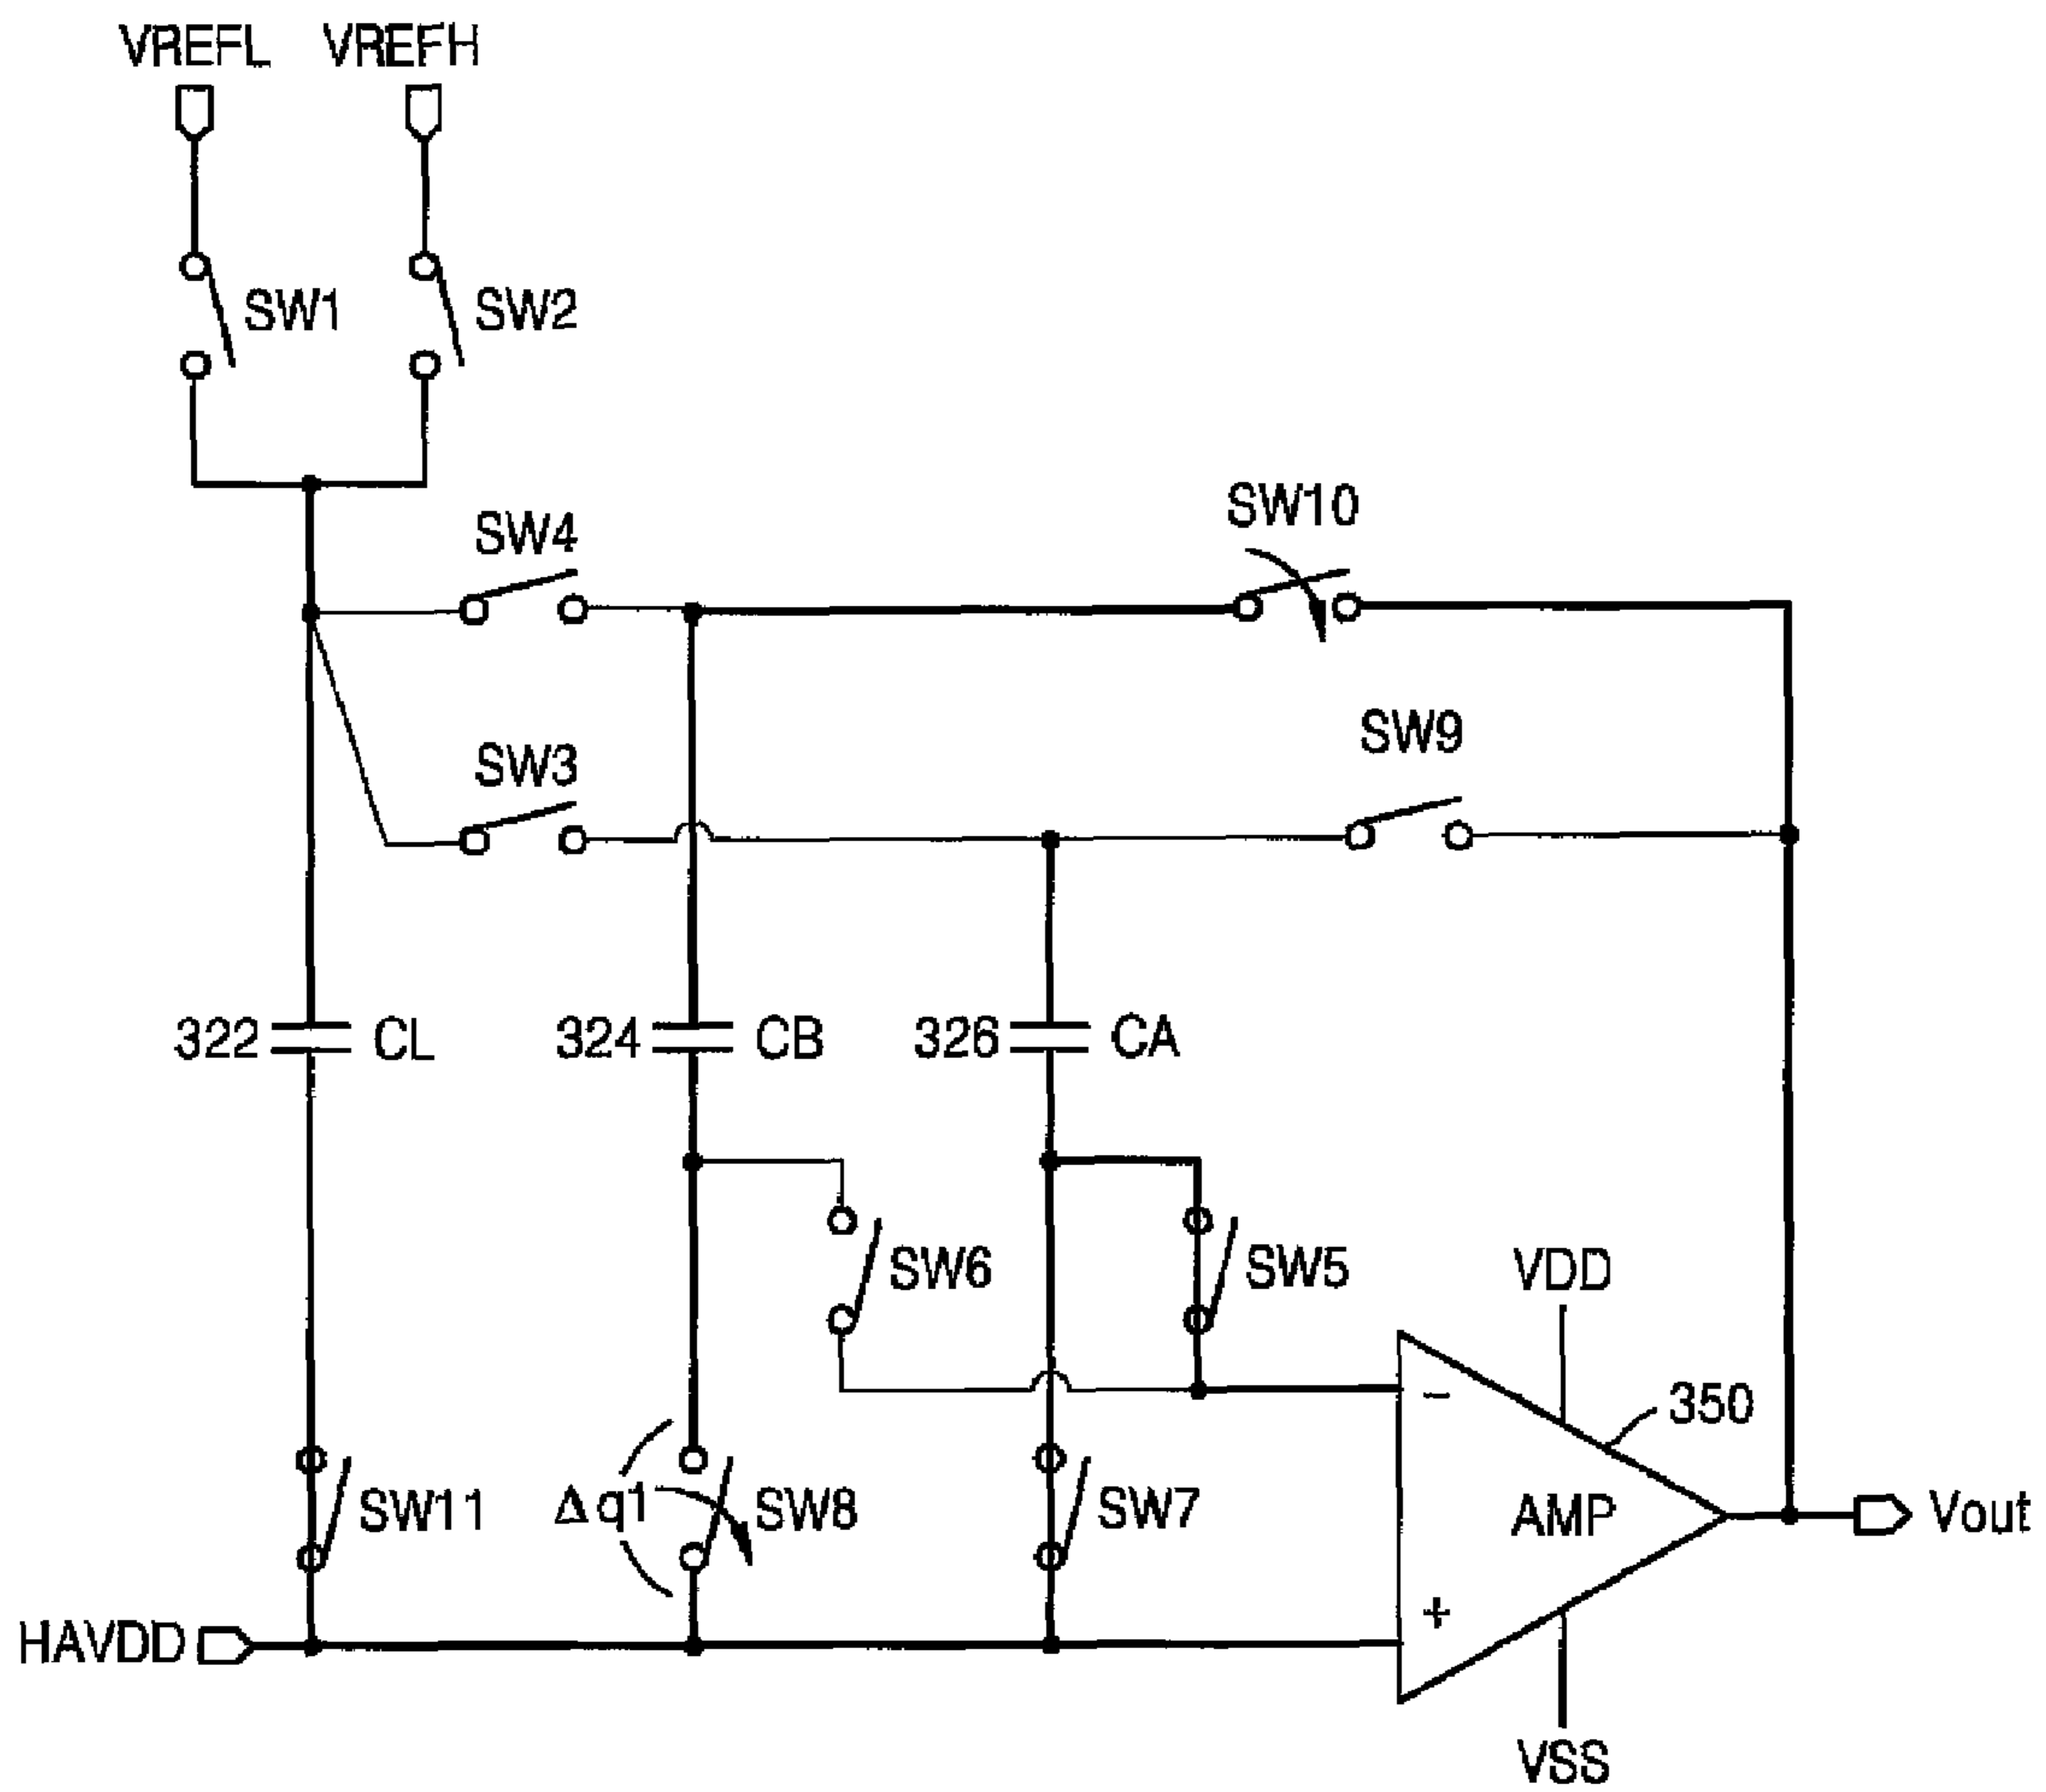 VREFL VREFH
SW1 SW2
SW4 SW10
SW3 SW9
322 CL 324 CB 326 CA
SW6 SW5 VDD
- 350
SW11 Δq1 SW8 SW7 AMP Vout
+
HAVDD
VSS